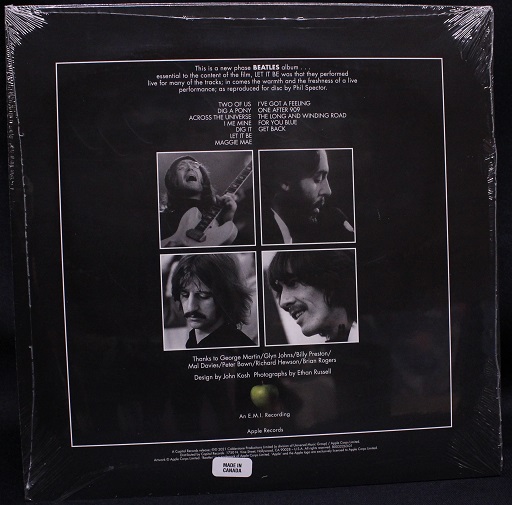 This is a new phase BEATLES album . . .
essential to the content of the film, LET IT BE was that they performed
live for many of the tracks; in comes the warmth and the freshness of a live
performance; as reproduced for disc by Phil Spector.
TWO OF US
DIG A PONY
ACROSS THE UNIVERSE
I ME MINE
DIG IT
LET IT BE
MAGGIE MAE
I'VE GOT A FEELING
ONE AFTER 909
THE LONG AND WINDING ROAD
FOR YOU BLUE
GET BACK
Thanks to George Martin/Glyn Johns/Billy Preston/
Mal Davies/Peter Bown/Richard Hewson/Brian Rogers
Design by John Kosh Photographs by Ethan Russell
An E.M.I. Recording
Apple Records
MADE IN
CANADA